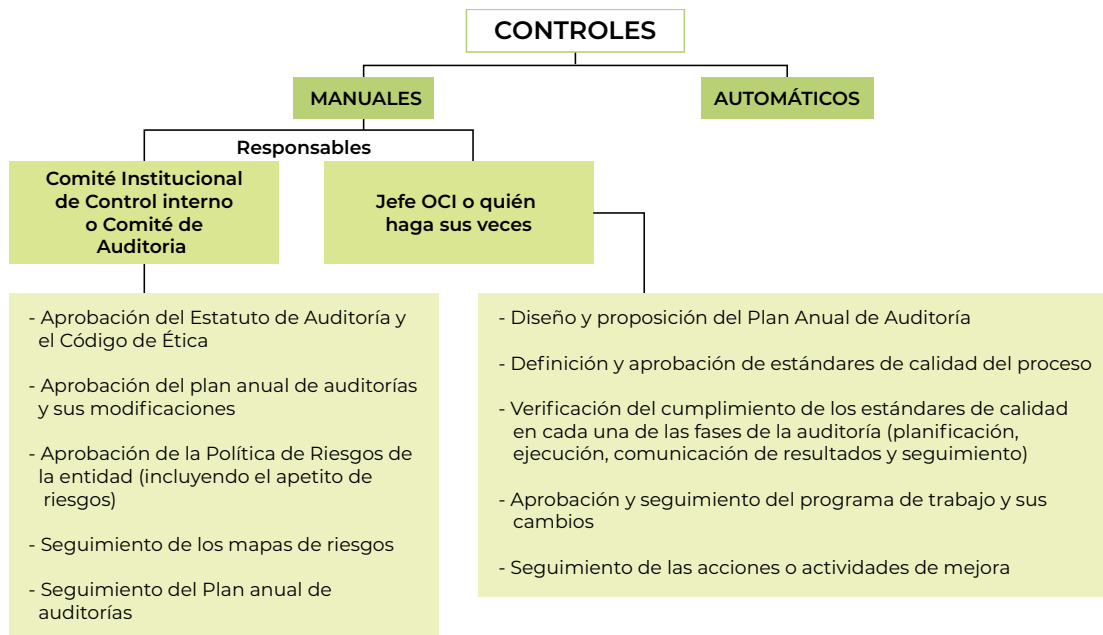 CONTROLES
MANUALES
AUTOMÁTICOS
Responsables
Comité Institucional
de Control interno
o Comité de
Auditoria
Jefe OCI o quién
haga sus veces
- Aprobación del Estatuto de Auditoría y
el Código de Ética
- Aprobación del plan anual de auditorías
y sus modificaciones
- Aprobación de la Política de Riesgos de
la entidad (incluyendo el apetito de
riesgos)
- Seguimiento de los mapas de riesgos
- Seguimiento del Plan anual de
auditorías
- Diseño y proposición del Plan Anual de Auditoría
- Definición y aprobación de estándares de calidad del proceso
- Verificación del cumplimiento de los estándares de calidad
en cada una de las fases de la auditoría (planificación,
ejecución, comunicación de resultados y seguimiento)
- Aprobación y seguimiento del programa de trabajo y sus
cambios
- Seguimiento de las acciones o actividades de mejora